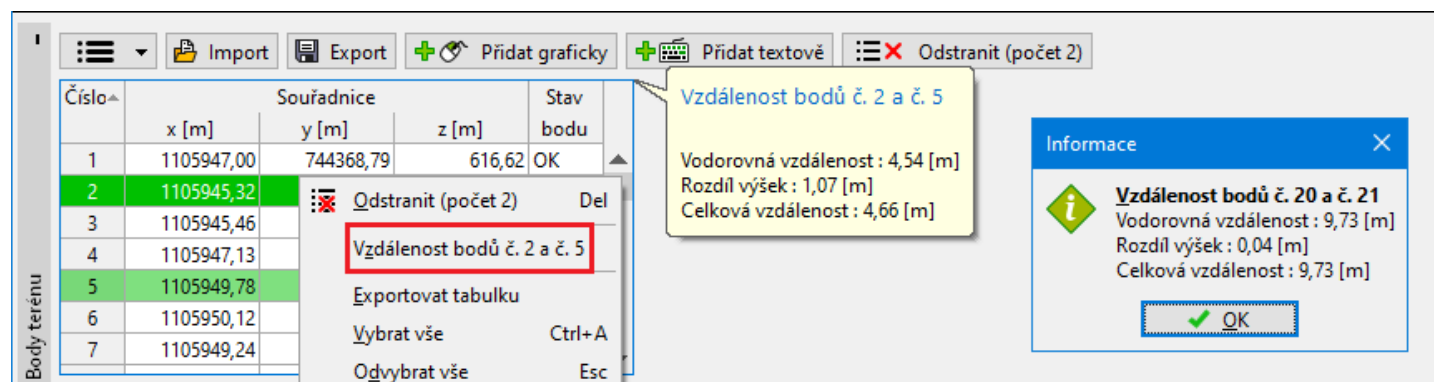 Import Export Přidat graficky Přidat textově Odstranit (počet 2)
Číslo Souřadnice Stav
x [m] y [m] z [m] bodu
1 1105947,00 744368,79 616,62 OK
2 1105945,32
3 1105945,46
4 1105947,13
5 1105949,78
6 1105950,12
7 1105949,24
Body terénu
Odstranit (počet 2) Del
Vzdálenost bodů č. 2 a č. 5
Exportovat tabulku
Vybrat vše Ctrl+A
Odvybrat vše Esc
Vzdálenost bodů č. 2 a č. 5
Vodorovná vzdálenost : 4,54 [m]
Rozdíl výšek : 1,07 [m]
Celková vzdálenost : 4,66 [m]
Informace
Vzdálenost bodů č. 20 a č. 21
Vodorovná vzdálenost : 9,73 [m]
Rozdíl výšek : 0,04 [m]
Celková vzdálenost : 9,73 [m]
OK